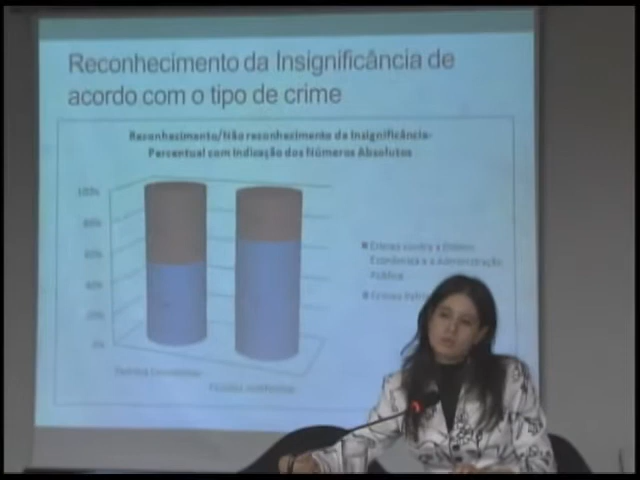 Reconhecimento da Insignificância de
acordo com o tipo de crime
Reconhecimento/Não reconhecimento da Insignificância-
Percentual com Indicação dos Números Absolutos
100%
80%
60%
40%
20%
0%
Crimes contra a Ordem
Econômica e a Administração
Pública
Crimes